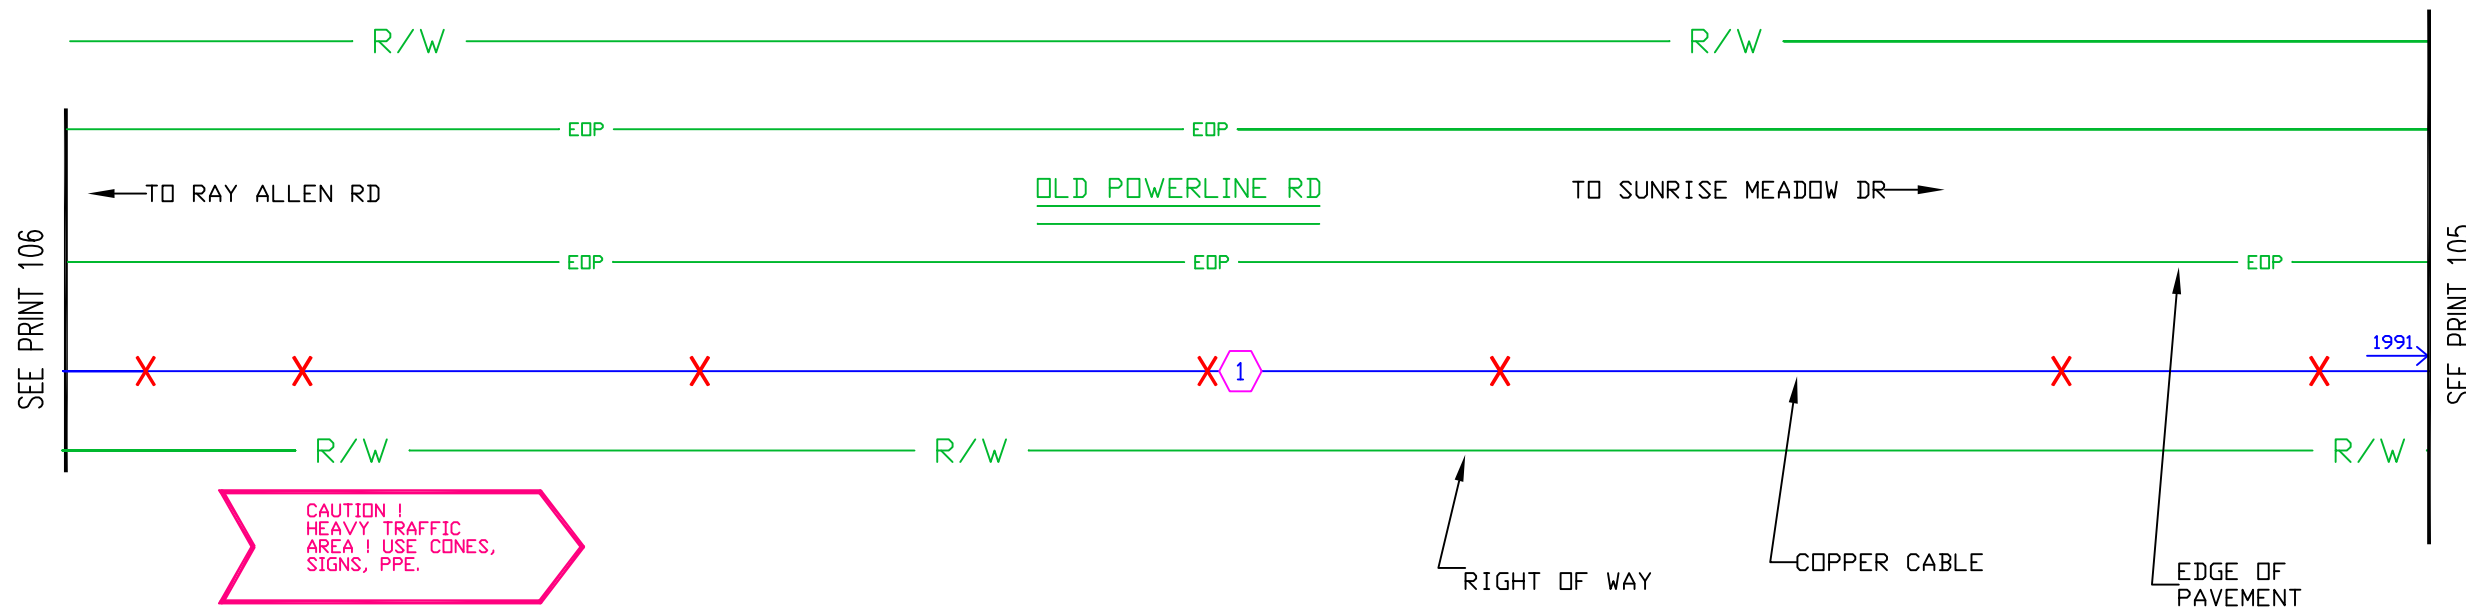 R/W
R/W
EOP
EOP
TO RAY ALLEN RD
OLD POWERLINE RD
TO SUNRISE MEADOW DR
SEE PRINT 106
EOP
EOP
EOP
SEE PRINT 105
1991
X X X X 1 X X X
R/W
R/W
R/W
CAUTION !
HEAVY TRAFFIC
AREA ! USE CONES,
SIGNS, PPE.
RIGHT OF WAY
COPPER CABLE
EDGE OF
PAVEMENT